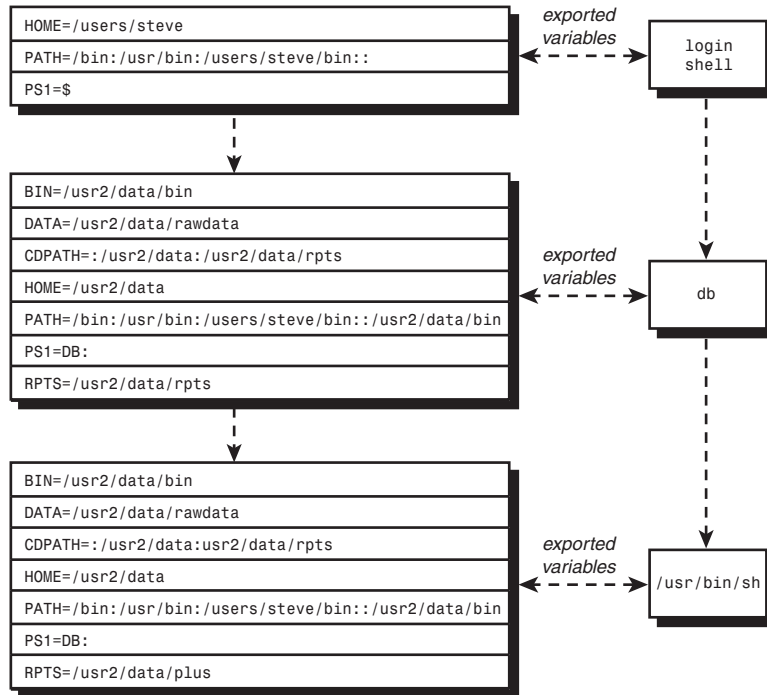 HOME=/users/steve
PATH=/bin:/usr/bin:/users/steve/bin::
PS1=$
exported
variables
login
shell
BIN=/usr2/data/bin
DATA=/usr2/data/rawdata
CDPATH=:/usr2/data:/usr2/data/rpts
HOME=/usr2/data
PATH=/bin:/usr/bin:/users/steve/bin::/usr2/data/bin
PS1=DB:
RPTS=/usr2/data/rpts
exported
variables
db
BIN=/usr2/data/bin
DATA=/usr2/data/rawdata
CDPATH=:/usr2/data:usr2/data/rpts
HOME=/usr2/data
PATH=/bin:/usr/bin:/users/steve/bin::/usr2/data/bin
PS1=DB:
RPTS=/usr2/data/plus
exported
variables
/usr/bin/sh